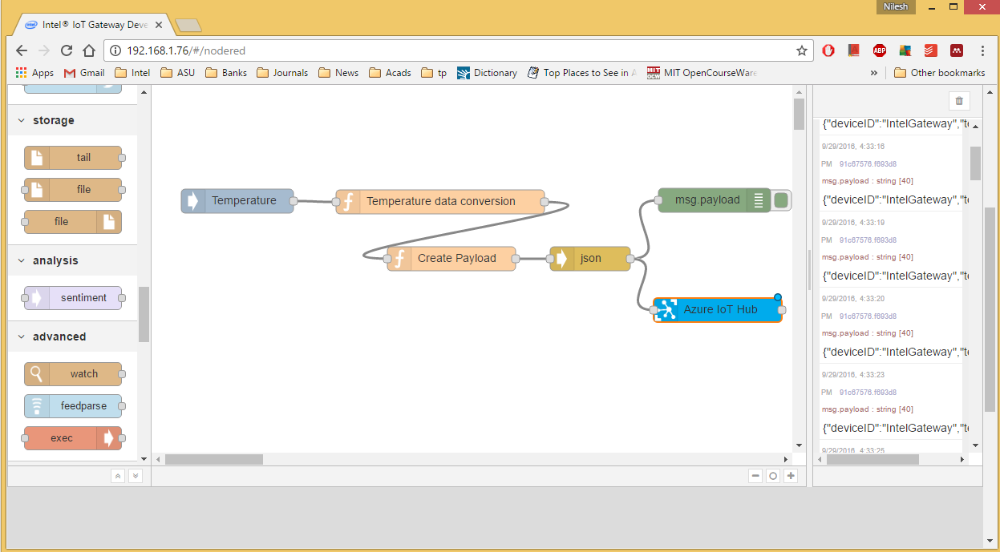 Nilesh
Intel® IoT Gateway Deve
192.168.1.76/#/nodered
ABP
Apps Gmail Intel ASU Banks Journals News Acads tp Dictionary Top Places to See in A MIT OpenCourseWare » Other bookmarks
storage
tail
file
file
analysis
sentiment
advanced
watch
feedparse
exec
Temperature
Temperature data conversion
msg.payload
Create Payload
json
Azure IoT Hub
{"deviceID":"IntelGateway","te
9/29/2016, 4:33:16
PM 91c67576.f693d8
msg.payload : string [40]
{"deviceID":"IntelGateway","te
9/29/2016, 4:33:19
PM 91c67576.f693d8
msg.payload : string [40]
{"deviceID":"IntelGateway","te
9/29/2016, 4:33:20
PM 91c67576.f693d8
msg.payload : string [40]
{"deviceID":"IntelGateway","te
9/29/2016, 4:33:23
PM 91c67576.f693d8
msg.payload : string [40]
{"deviceID":"IntelGateway","te
9/29/2016, 4:33:25